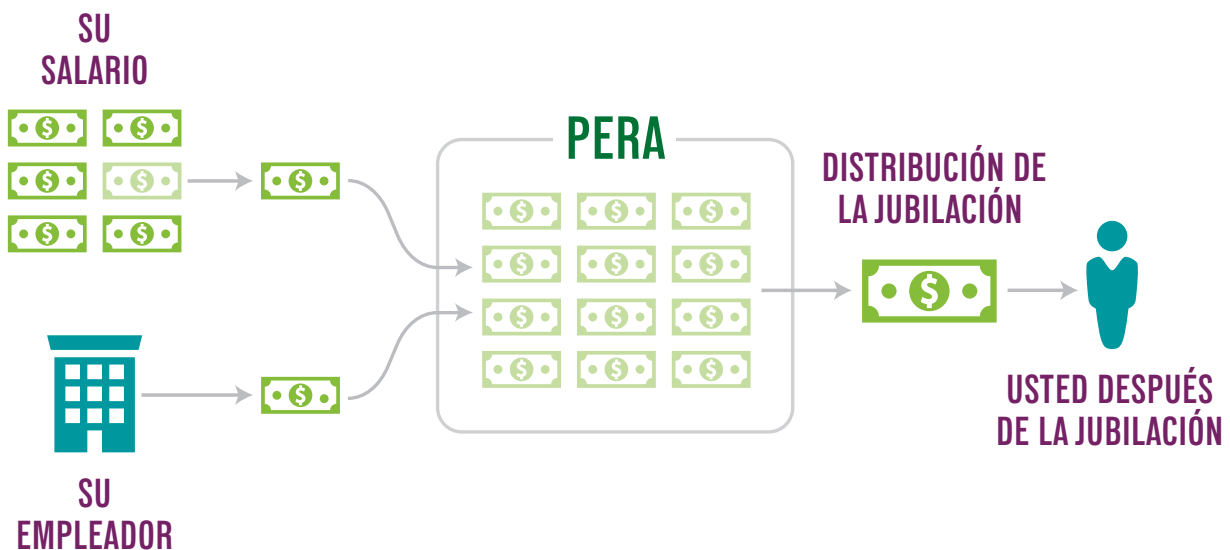 SU
SALARIO
PERA
DISTRIBUCIÓN DE
LA JUBILACIÓN
USTED DESPUÉS
DE LA JUBILACIÓN
SU
EMPLEADOR